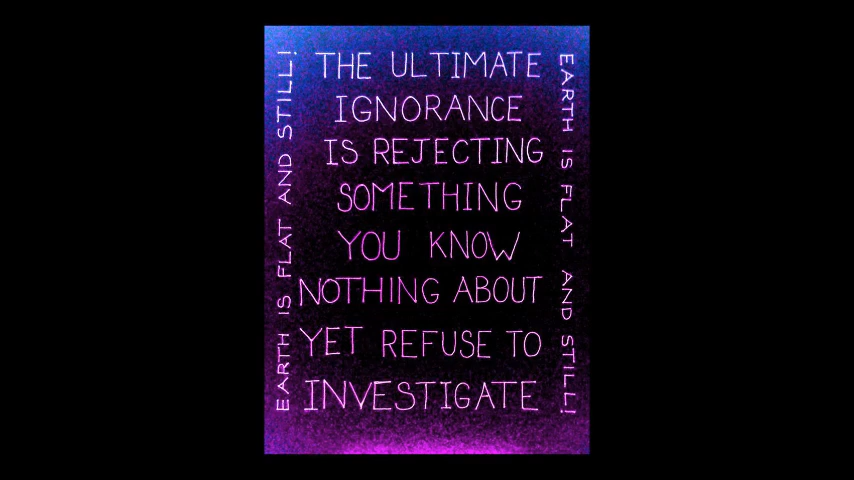 EARTH IS FLAT AND STILL!
THE ULTIMATE
IGNORANCE
IS REJECTING
SOMETHING
YOU KNOW
NOTHING ABOUT
YET REFUSE TO
INVESTIGATE
EARTH IS FLAT AND STILL!